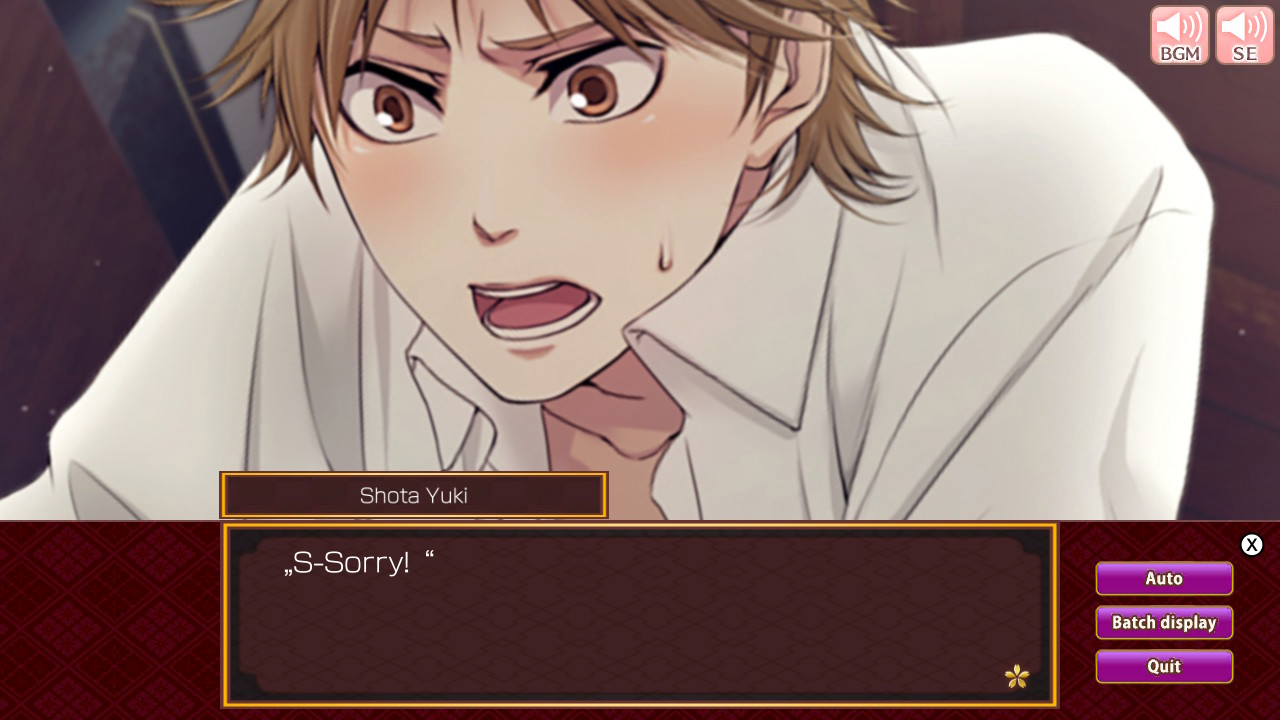 BGM
SE
Shota Yuki
„S-Sorry! “
X
Auto
Batch display
Quit